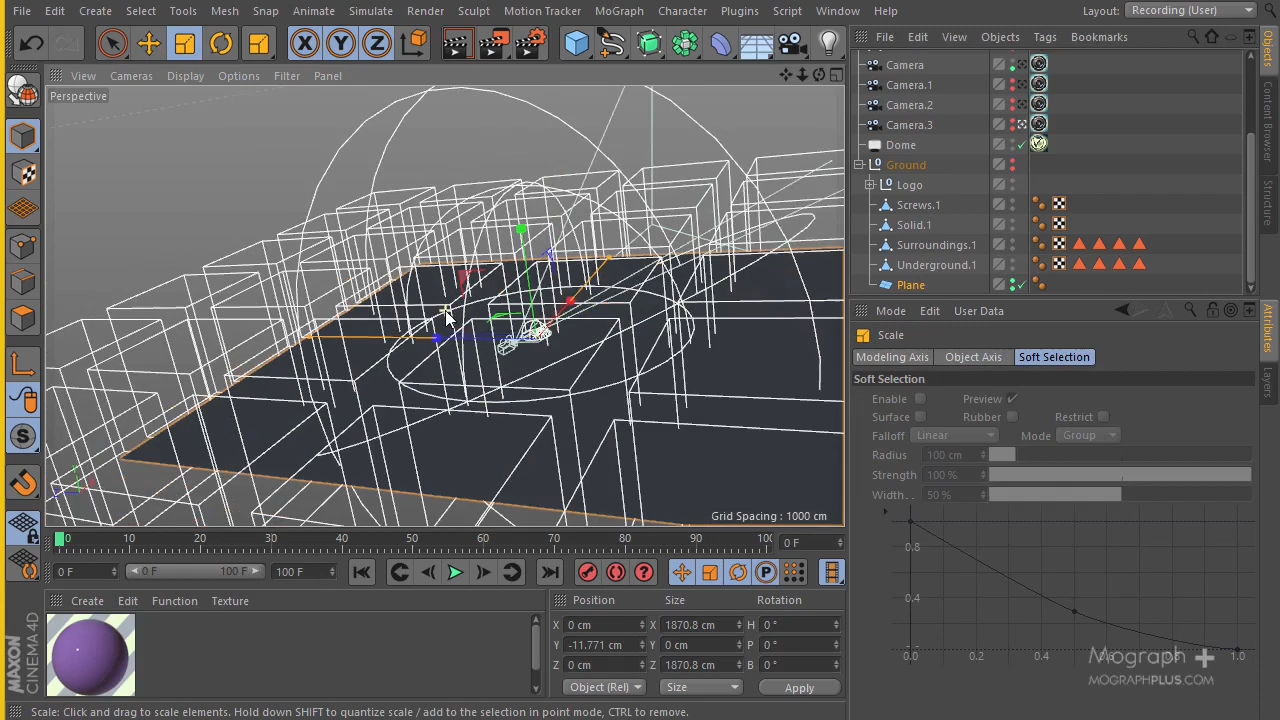 File Edit Create Selection Tools Mesh Snap Animate Simulate Render Sculpt Motion Tracker MoGraph Character Plugins Script Window Help Layout: Recording (User)
X Y Z
View Cameras Display Options Filter Panel
Perspective
Grid Spacing : 1000 cm
0 10 20 30 40 50 60 70 80 90 100 0 F
0 F 0 F 100 F 100 F
Create Edit Function Texture
MAXON
CINEMA 4D
Position Size Rotation
X 0 cm X 1870.8 cm H 0 °
Y -11.771 cm Y 0 cm P 0 °
Z 0 cm Z 1870.8 cm B 0 °
Object (Rel) Size Apply
Scale: Click and drag to scale elements. Hold down SHIFT to quantize scale / add to the selection in point mode, CTRL to remove.
File Edit View Objects Tags Bookmarks
Camera
Camera.1
Camera.2
Camera.3
Dome
Ground
Logo
Screws.1
Solid.1
Surroundings.1
Underground.1
Plane
Mode Edit User Data
Scale
Modeling Axis Object Axis Soft Selection
Soft Selection
Enable Preview
Surface Rubber Restrict
Falloff Linear Mode Group
Radius 100 cm
Strength 100 %
Width.. 50 %
0.8
0.4
0.0 0.2 0.4 0.6 0.8 1.0
Mograph +
MOGRAPHPLUS.COM
Objects
Content Browser
Structure
Attributes
Layers